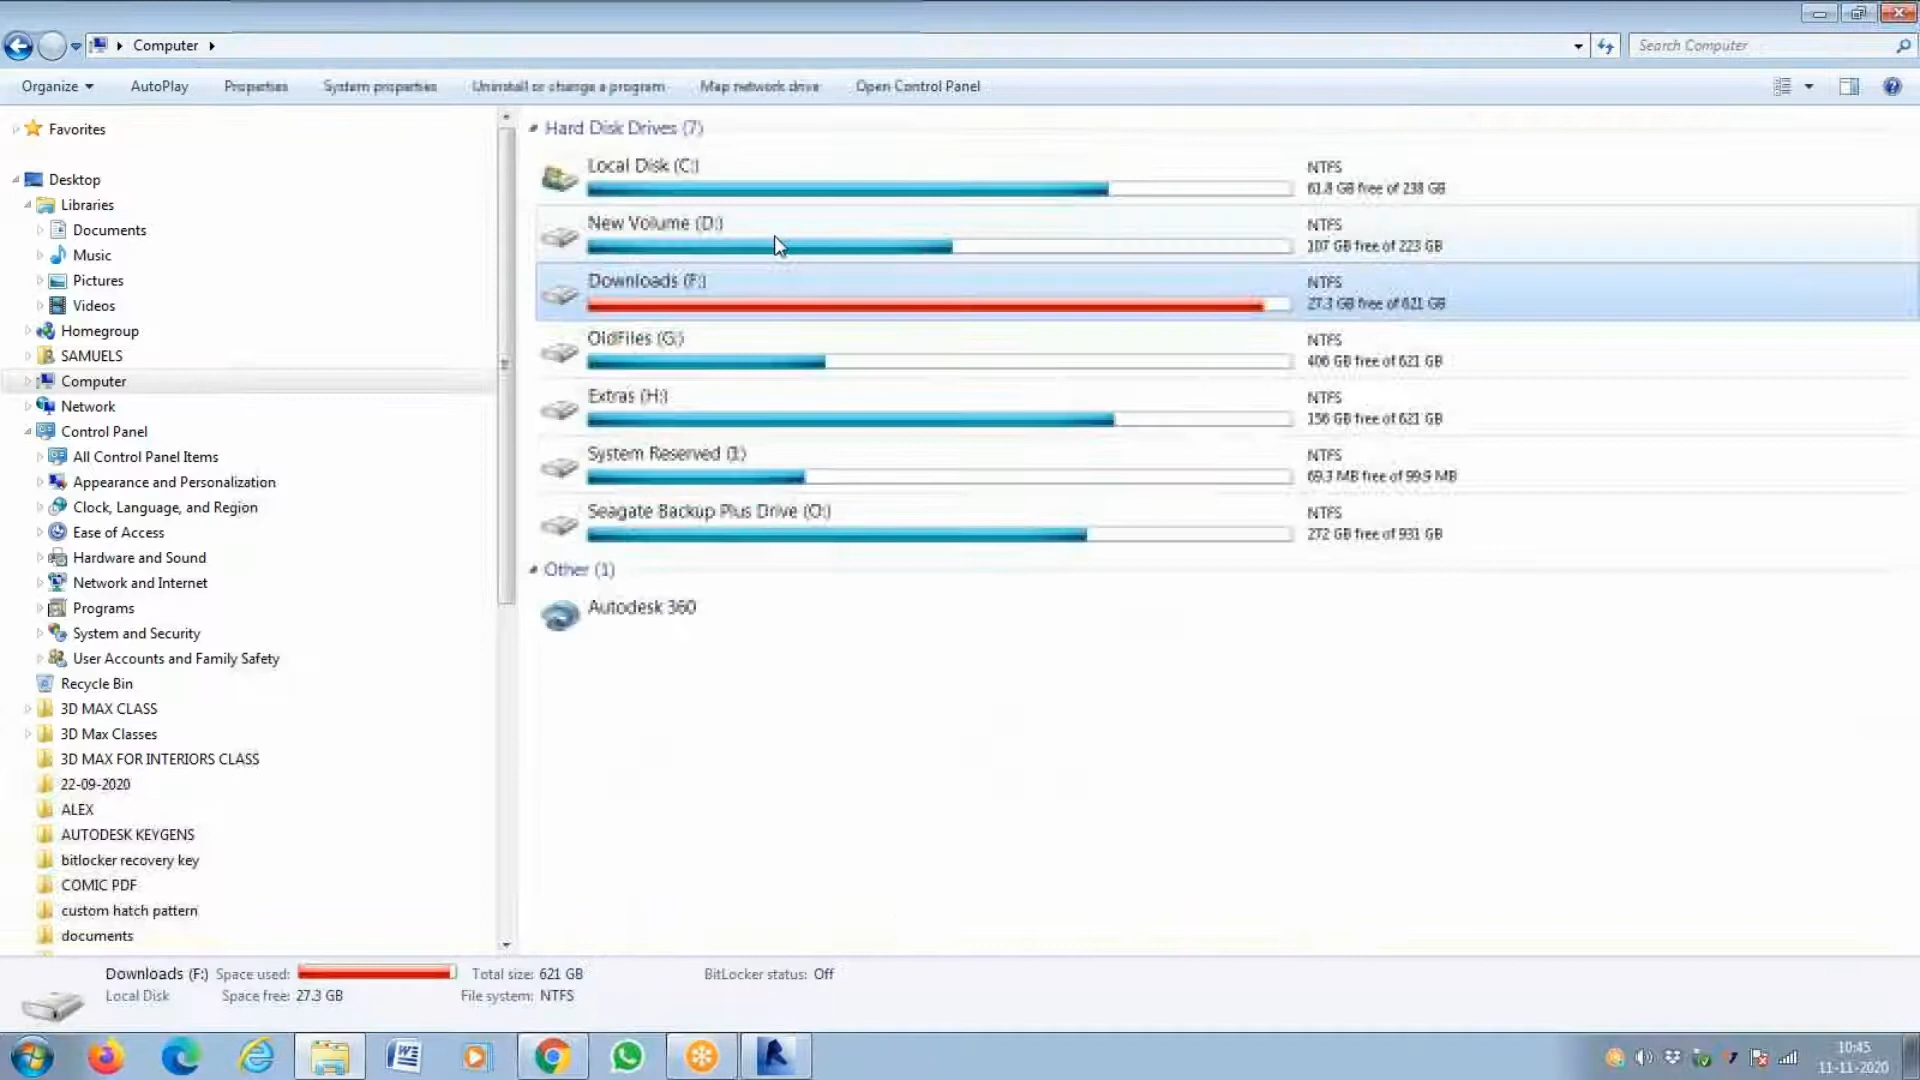 Computer
Search Computer
Organize
AutoPlay
Properties
System properties
Uninstall or change a program
Map network drive
Open Control Panel
Favorites
Desktop
Libraries
Documents
Music
Pictures
Videos
Homegroup
SAMUELS
Computer
Network
Control Panel
All Control Panel Items
Appearance and Personalization
Clock, Language, and Region
Ease of Access
Hardware and Sound
Network and Internet
Programs
System and Security
User Accounts and Family Safety
Recycle Bin
3D MAX CLASS
3D Max Classes
3D MAX FOR INTERIORS CLASS
22-09-2020
ALEX
AUTODESK KEYGENS
bitlocker recovery key
COMIC PDF
custom hatch pattern
documents
Hard Disk Drives (7)
Local Disk (C:)
NTFS
61.8 GB free of 238 GB
New Volume (D:)
NTFS
107 GB free of 223 GB
Downloads (F:)
NTFS
27.3 GB free of 621 GB
OldFiles (G:)
NTFS
406 GB free of 621 GB
Extras (H:)
NTFS
156 GB free of 621 GB
System Reserved (I:)
NTFS
69.3 MB free of 99.9 MB
Seagate Backup Plus Drive (O:)
NTFS
272 GB free of 931 GB
Other (1)
Autodesk 360
Downloads (F:) Space used: Total size: 621 GB BitLocker status: Off
Local Disk Space free: 27.3 GB File system: NTFS
10:45
11-11-2020